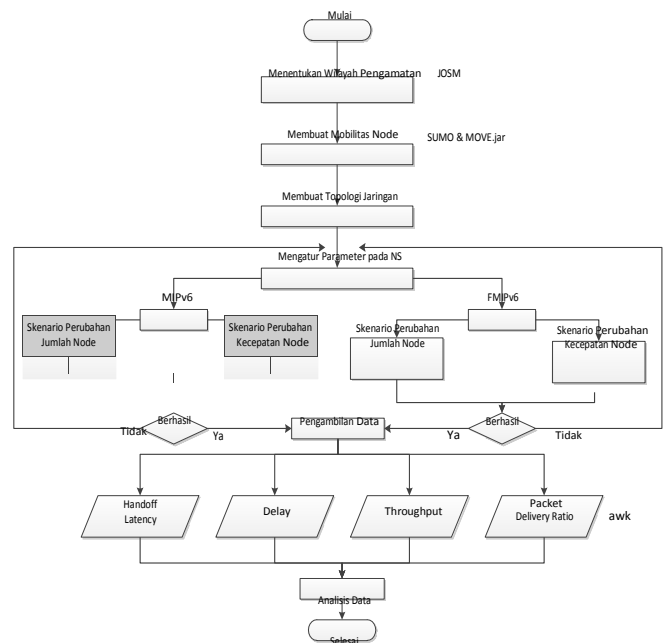 Mulai
Menentukan Wilayah Pengamatan
JOSM
Membuat Mobilitas Node
SUMO & MOVE.jar
Membuat Topologi Jaringan
Mengatur Parameter pada NS
MIPv6
FMIPv6
Skenario Perubahan
Jumlah Node
Skenario Perubahan
Kecepatan Node
Skenario Perubahan
Jumlah Node
Skenario Perubahan
Kecepatan Node
Tidak
Berhasil
Ya
Pengambilan Data
Ya
Berhasil
Tidak
Handoff
Latency
Delay
Throughput
Packet
Delivery Ratio
awk
Analisis Data
Selesai